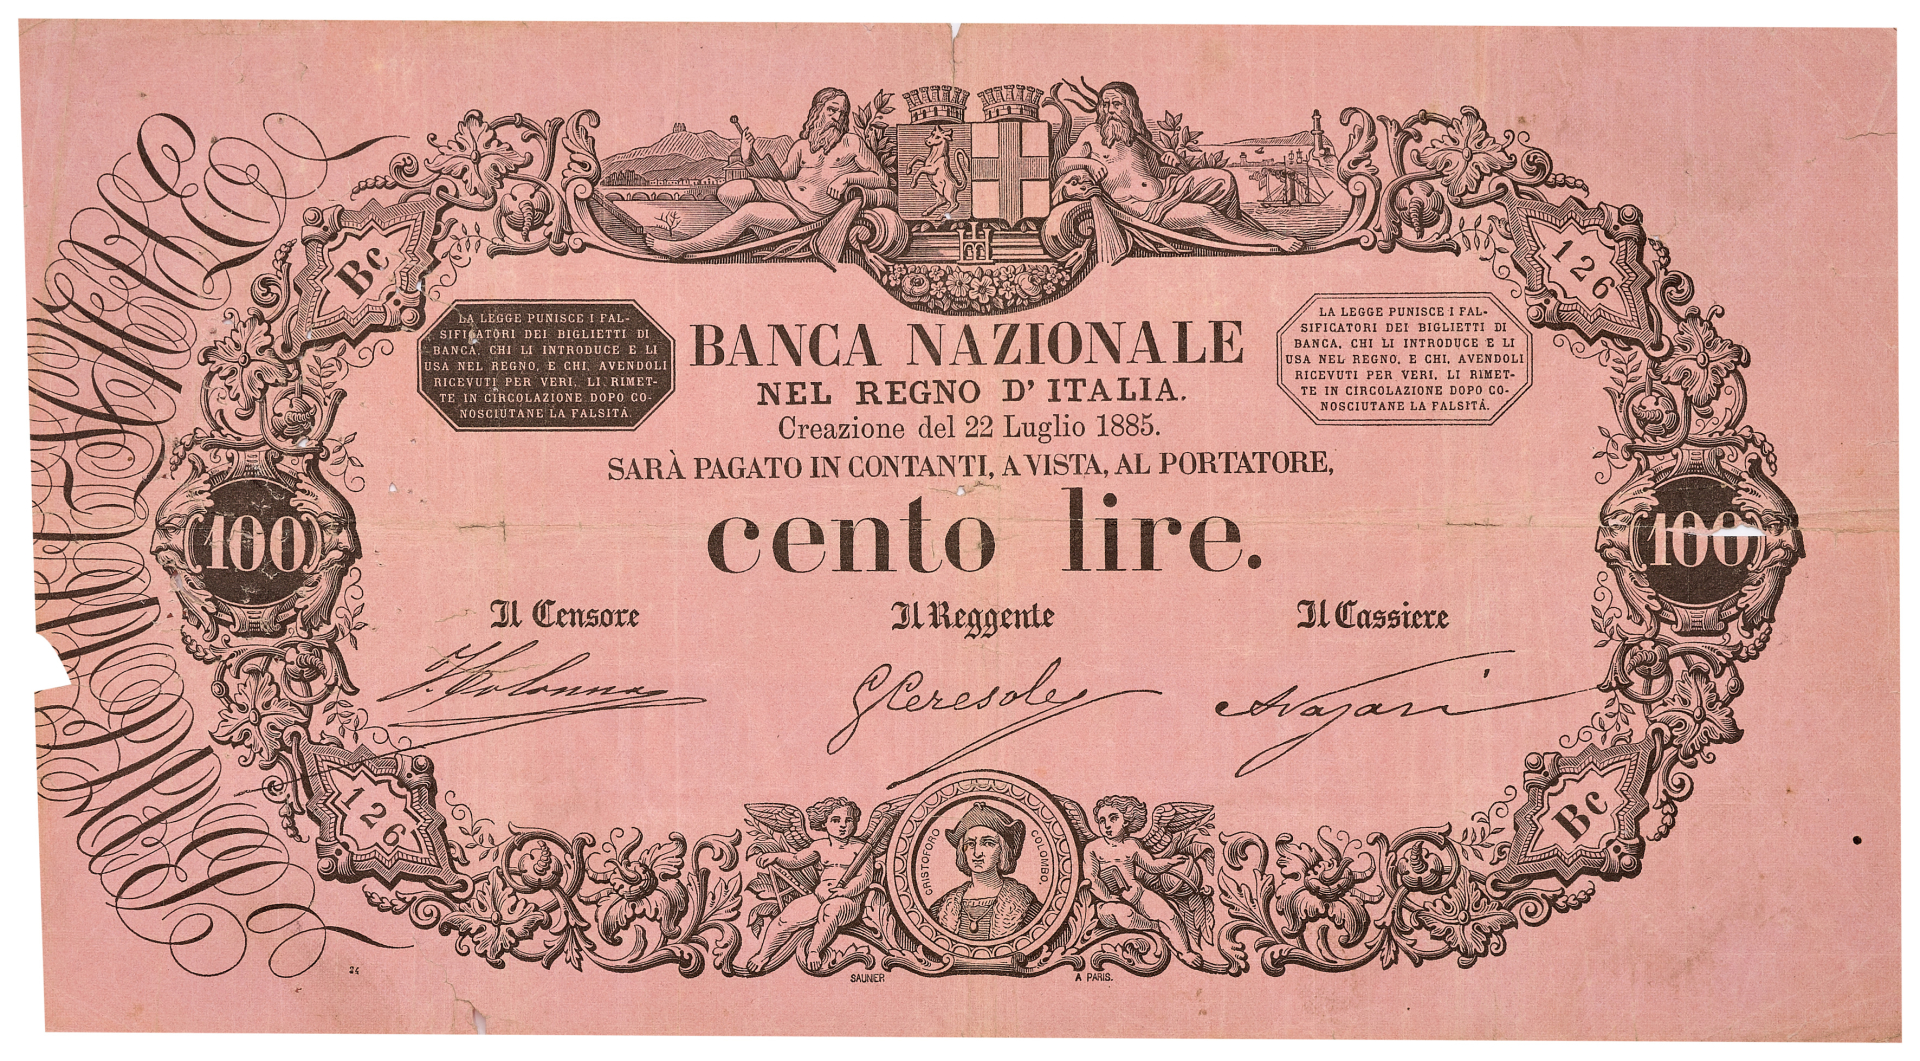 Bc
126
LA LEGGE PUNISCE I FAL-
SIFICATORI DEI BIGLIETTI DI
BANCA, CHI LI INTRODUCE E LI
USA NEL REGNO, E CHI, AVENDOLI
RICEVUTI PER VERI, LI RIMET-
TE IN CIRCOLAZIONE DOPO CO-
NOSCIUTANE LA FALSITÀ.
BANCA NAZIONALE
NEL REGNO D'ITALIA.
Creazione del 22 Luglio 1885.
SARÀ PAGATO IN CONTANTI, A VISTA, AL PORTATORE,
cento lire.
LA LEGGE PUNISCE I FAL-
SIFICATORI DEI BIGLIETTI DI
BANCA, CHI LI INTRODUCE E LI
USA NEL REGNO, E CHI, AVENDOLI
RICEVUTI PER VERI, LI RIMET-
TE IN CIRCOLAZIONE DOPO CO-
NOSCIUTANE LA FALSITÀ.
100
100
Il Censore
Il Reggente
Il Cassiere
G Ceresole
126
Bc
CRISTOFORO COLOMBO.
24
SAUNIER
A PARIS.